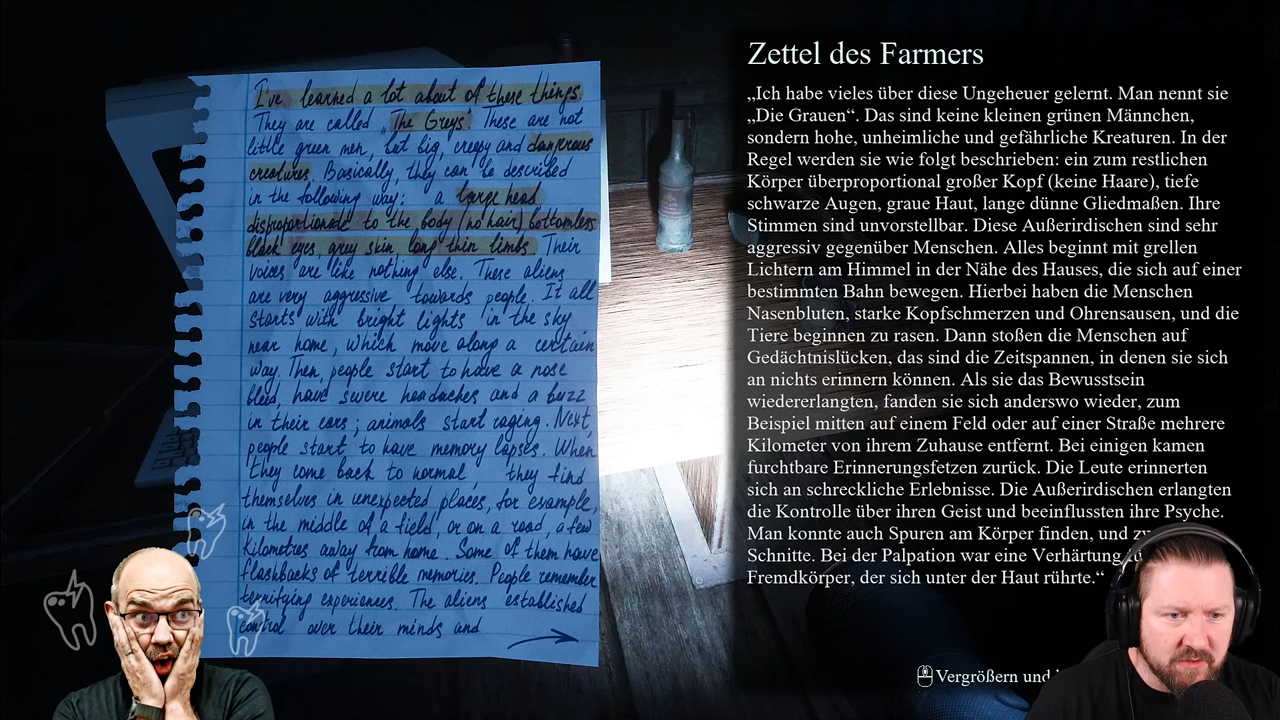 I've learned a lot about of these things
They are called „The Greys". These are not
little green men, but big, creepy and dangerous
creatures. Basically, they can be described
in the following way: a large head
disproportionate to the body (no hair) bottomless
black eyes, grey skin, long thin limbs. Their
voices are like nothing else. These aliens
are very aggressive towards people. It all
starts with bright lights in the sky
near home, which move along a certain
way. Then, people start to have a nose
bleed, have severe headaches and a buzz
in their ears; animals start raging. Next,
people start to have memory lapses. When
they come back to normal, they find
themselves in unexpected places, for example,
in the middle of a field, or on a road, a few
kilometres away from home. Some of them have
flashbacks of terrible memories. People remember
terrifying experiences. The aliens established
control over their minds and
Zettel des Farmers
„Ich habe vieles über diese Ungeheuer gelernt. Man nennt sie
„Die Grauen“. Das sind keine kleinen grünen Männchen,
sondern hohe, unheimliche und gefährliche Kreaturen. In der
Regel werden sie wie folgt beschrieben: ein zum restlichen
Körper überproportional großer Kopf (keine Haare), tiefe
schwarze Augen, graue Haut, lange dünne Gliedmaßen. Ihre
Stimmen sind unvorstellbar. Diese Außerirdischen sind sehr
aggressiv gegenüber Menschen. Alles beginnt mit grellen
Lichtern am Himmel in der Nähe des Hauses, die sich auf einer
bestimmten Bahn bewegen. Hierbei haben die Menschen
Nasenbluten, starke Kopfschmerzen und Ohrensausen, und die
Tiere beginnen zu rasen. Dann stoßen die Menschen auf
Gedächtnislücken, das sind die Zeitspannen, in denen sie sich
an nichts erinnern können. Als sie das Bewusstsein
wiedererlangten, fanden sie sich anderswo wieder, zum
Beispiel mitten auf einem Feld oder auf einer Straße mehrere
Kilometer von ihrem Zuhause entfernt. Bei einigen kamen
furchtbare Erinnerungsfetzen zurück. Die Leute erinnerten
sich an schreckliche Erlebnisse. Die Außerirdischen erlangten
die Kontrolle über ihren Geist und beeinflussten ihre Psyche.
Man konnte auch Spuren am Körper finden, und
Schnitte. Bei der Palpation war eine Verhärtung
Fremdkörper, der sich unter der Haut rührte.“
Vergrößern und